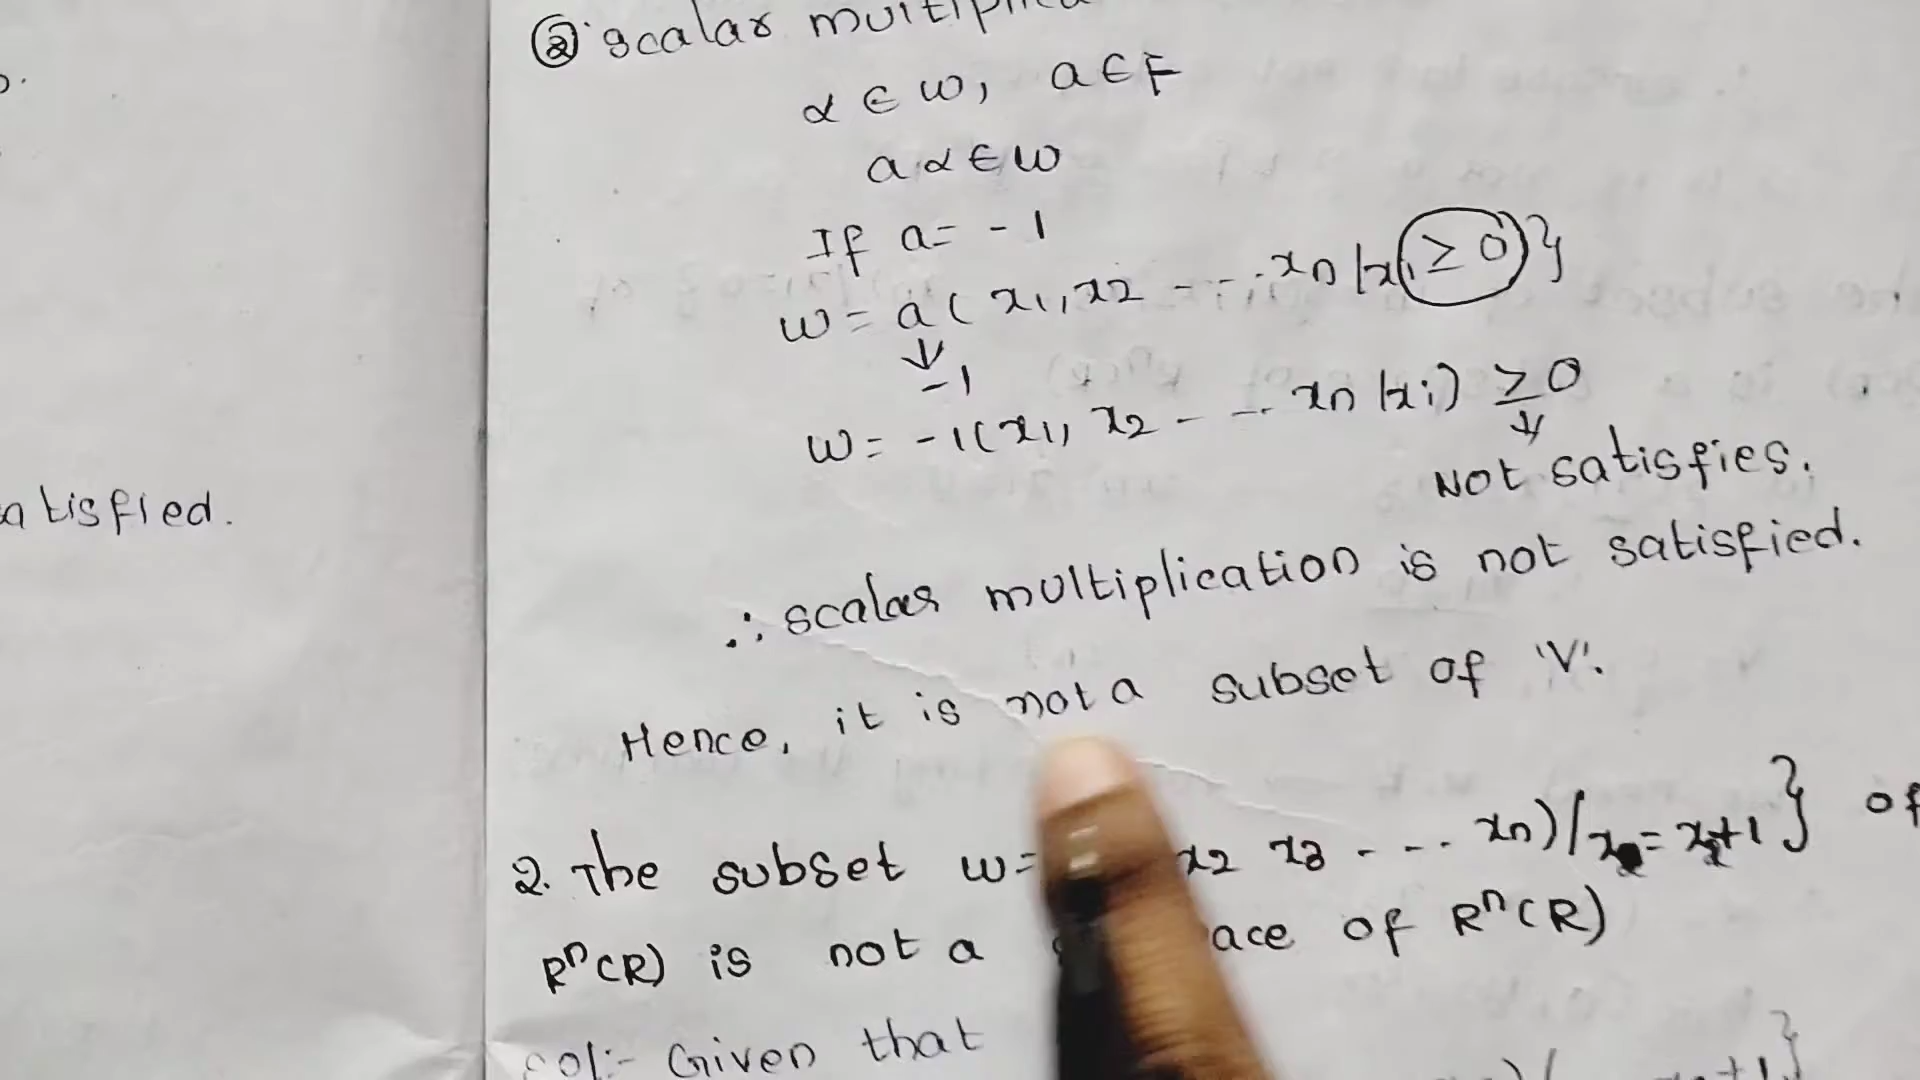 ② scalar
α ∈ w, a ∈ F
a α ∈ w
If a = - 1
w = a ( x1, x2 - - . . . xn / xi ≥ 0 }
↓
-1
w = -1 ( x1, x2 - - . . . xn / xi ) ≥ 0
↓
Not satisfies.
atisfied.
∴ scalar multiplication is not satisfied.
Hence, it is not a subset of 'V'.
2. The subset w = x2 x3 - - - . xn) / = x +1 } of
Rⁿ(R) is not a ace of Rⁿ(R)
Sol:- Given that